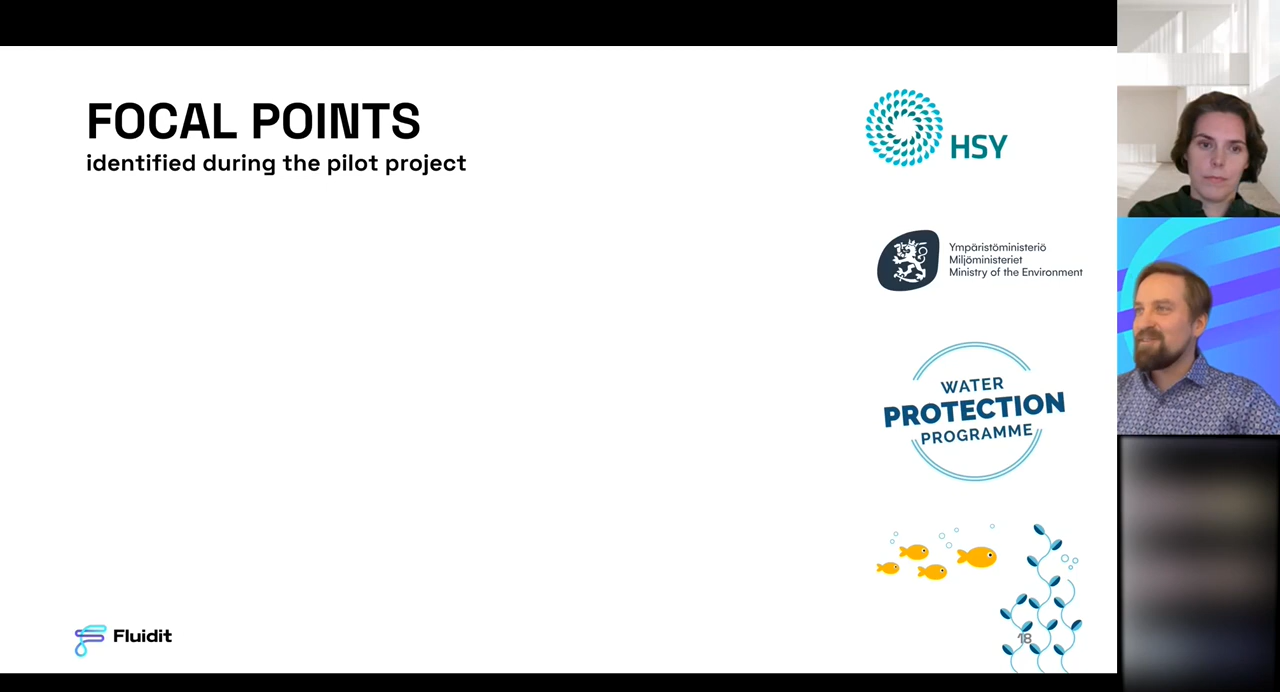 FOCAL POINTS
identified during the pilot project
HSY
Ympäristöministeriö
Miljöministeriet
Ministry of the Environment
WATER
PROTECTION
PROGRAMME
Fluidit
18